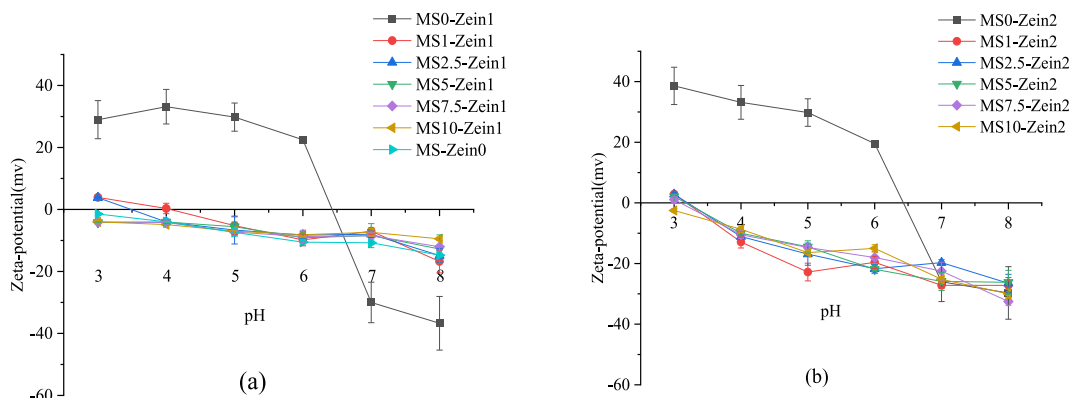 MS0-Zein1
MS1-Zein1
MS2.5-Zein1
MS5-Zein1
MS7.5-Zein1
MS10-Zein1
MS-Zein0
Zeta-potential(mv)
40
20
0
-20
-40
-60
3 4 5 6 7 8
pH
(a)
MS0-Zein2
MS1-Zein2
MS2.5-Zein2
MS5-Zein2
MS7.5-Zein2
MS10-Zein2
Zeta-potential(mv)
40
20
0
-20
-40
-60
3 4 5 6 7 8
pH
(b)